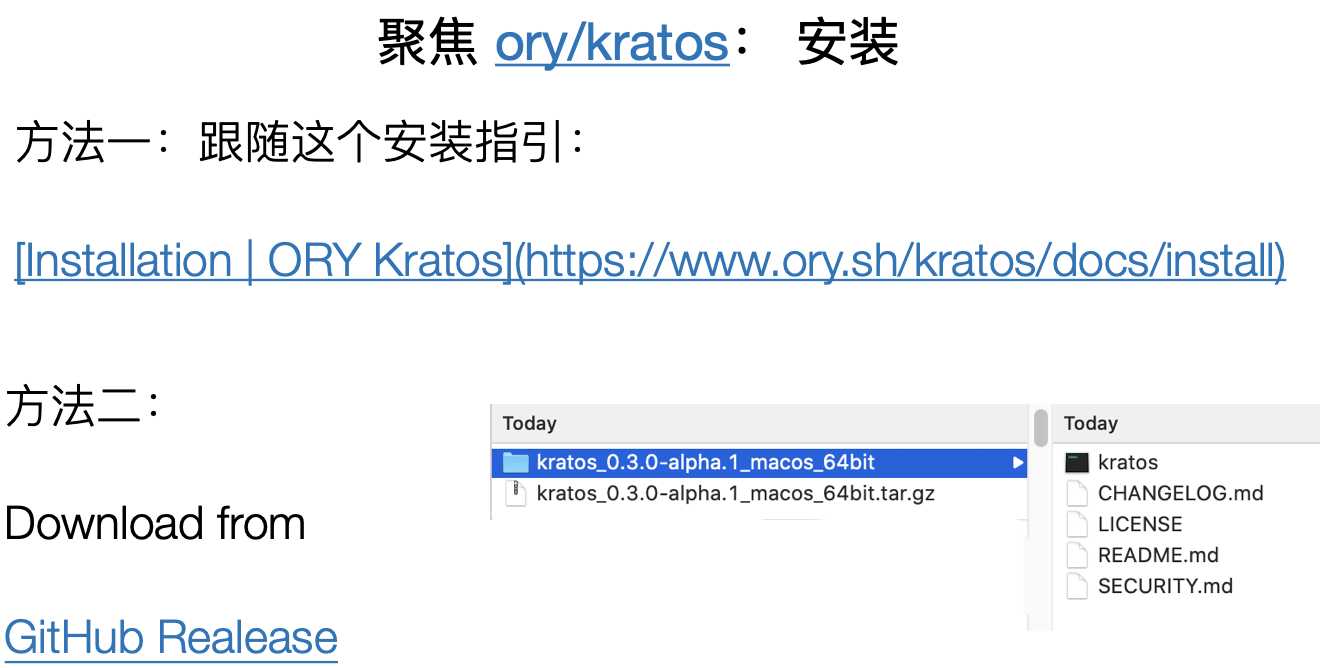 聚焦 ory/kratos： 安装
方法一：跟随这个安装指引：
[Installation | ORY Kratos](https://www.ory.sh/kratos/docs/install)
方法二：
Download from
GitHub Realease
Today
kratos_0.3.0-alpha.1_macos_64bit
kratos_0.3.0-alpha.1_macos_64bit.tar.gz
Today
kratos
CHANGELOG.md
LICENSE
README.md
SECURITY.md